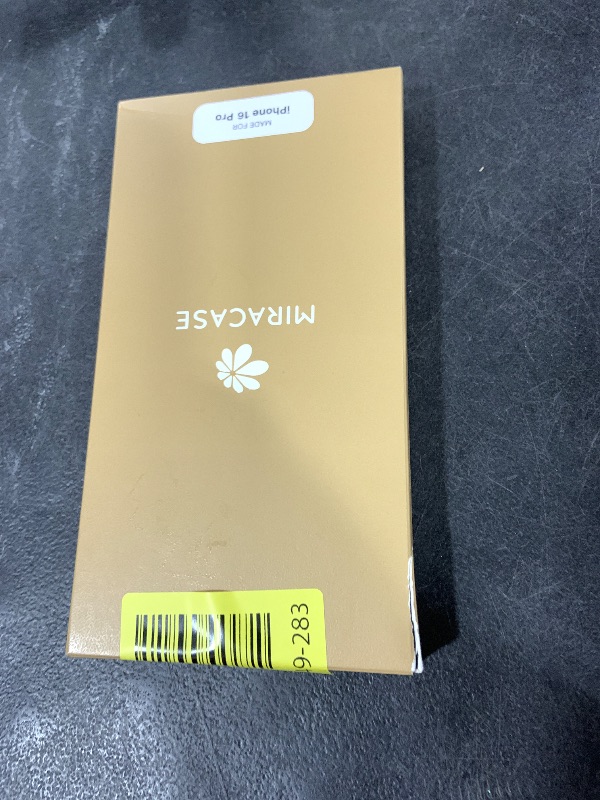 MADE FOR
iPhone 16 Pro
MIRACASE
9-283